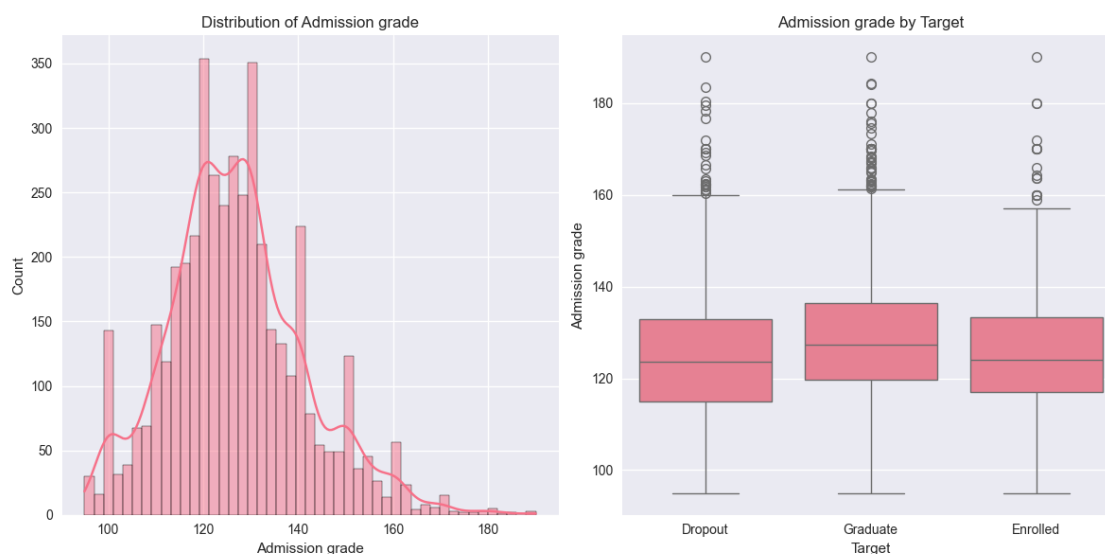 Distribution of Admission grade
Count
350
300
250
200
150
100
50
0
100 120 140 160 180
Admission grade
Admission grade by Target
Admission grade
180
160
140
120
100
Dropout Graduate Enrolled
Target